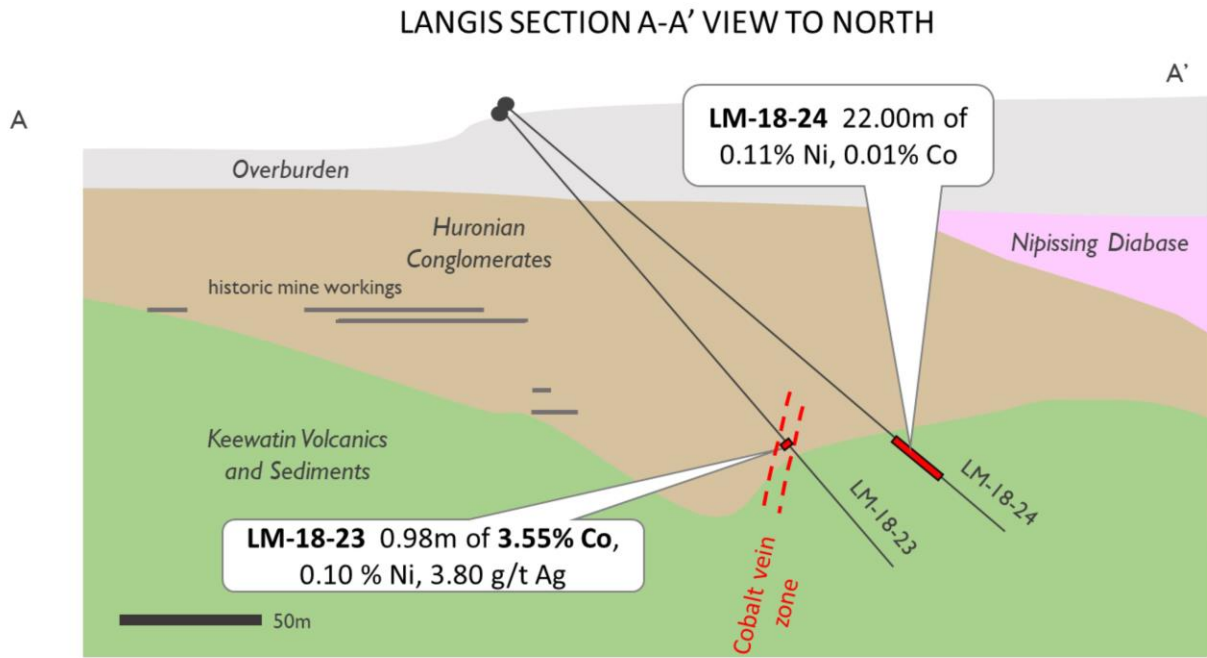 LANGIS SECTION A-A’ VIEW TO NORTH
A
A’
LM-18-24 22.00m of
0.11% Ni, 0.01% Co
Overburden
Huronian
Conglomerates
Nipissing Diabase
historic mine workings
Keewatin Volcanics
and Sediments
LM-18-23
LM-18-24
LM-18-23 0.98m of 3.55% Co,
0.10 % Ni, 3.80 g/t Ag
Cobalt vein
zone
50m